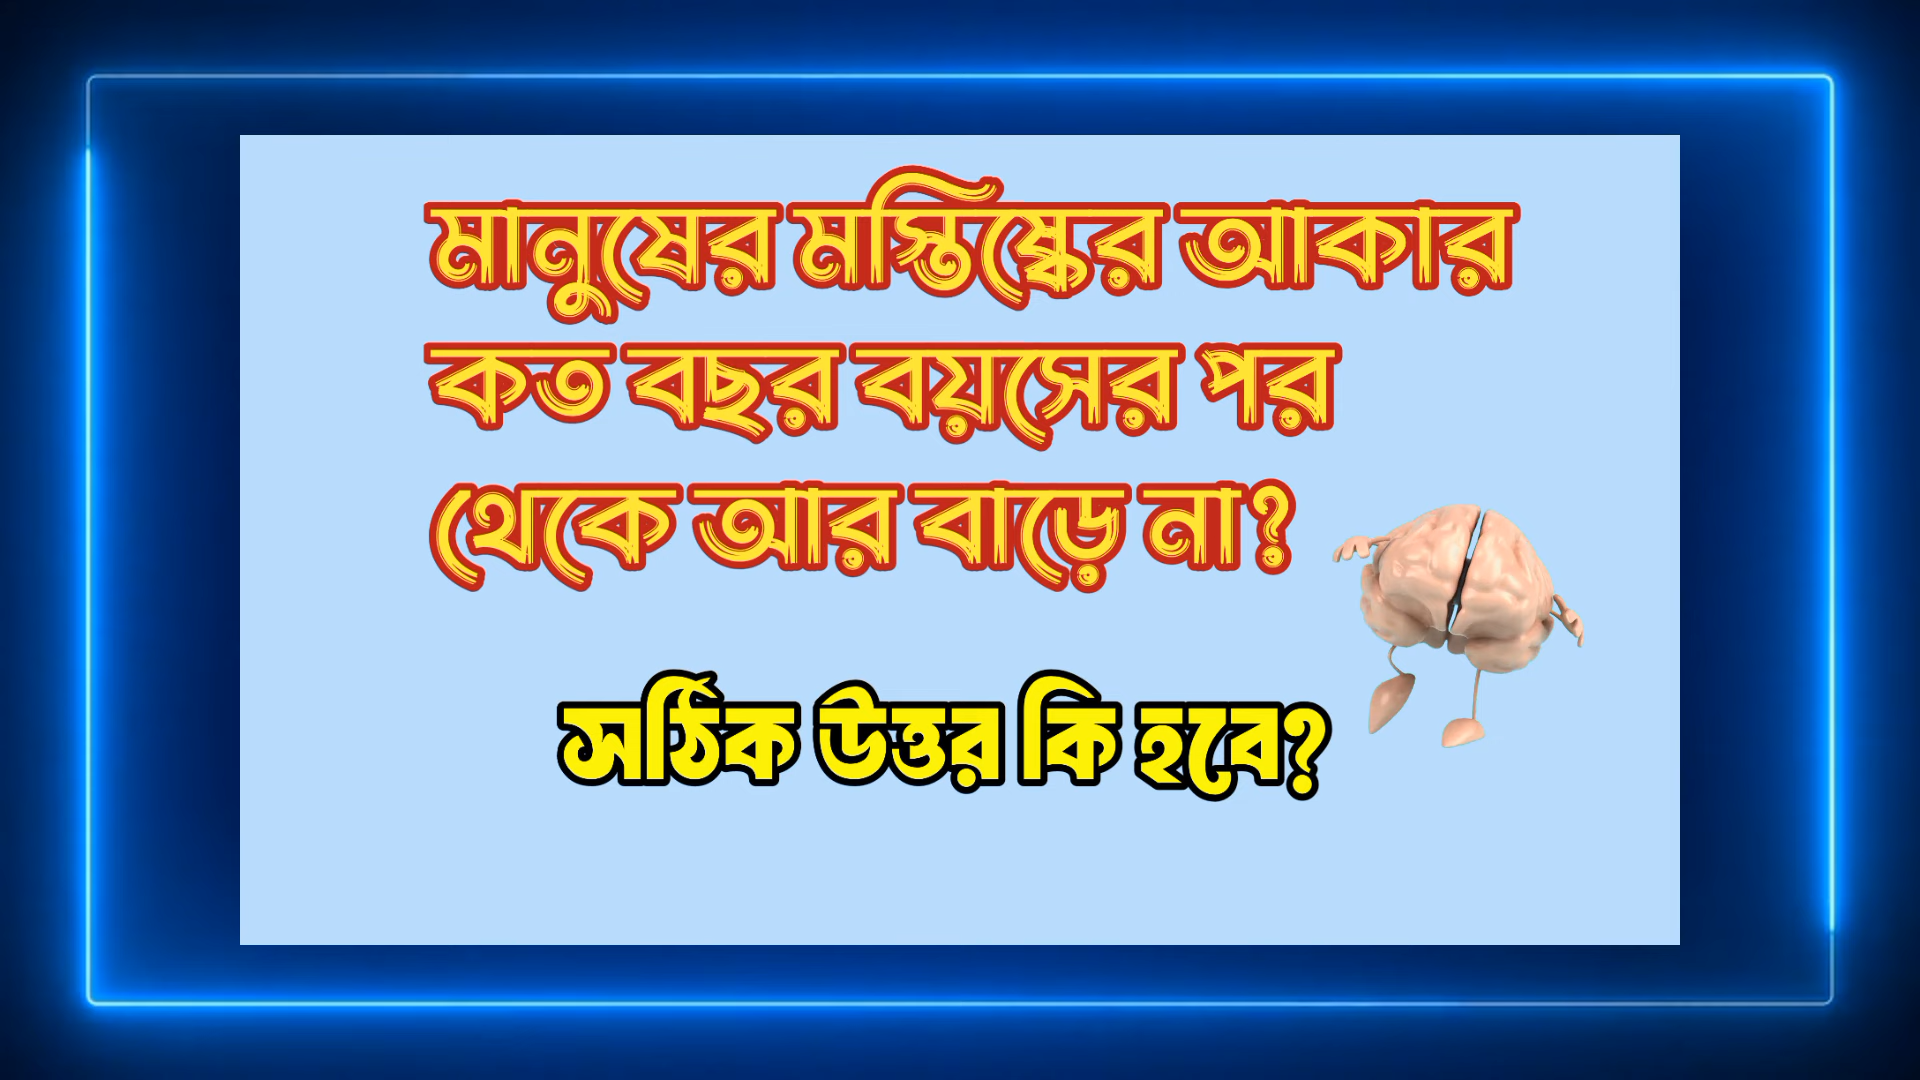 মানুষের মস্তিষ্কের আকার
কত বছর বয়সের পর
থেকে আর বাড়ে না?
সঠিক উত্তর কি হবে?